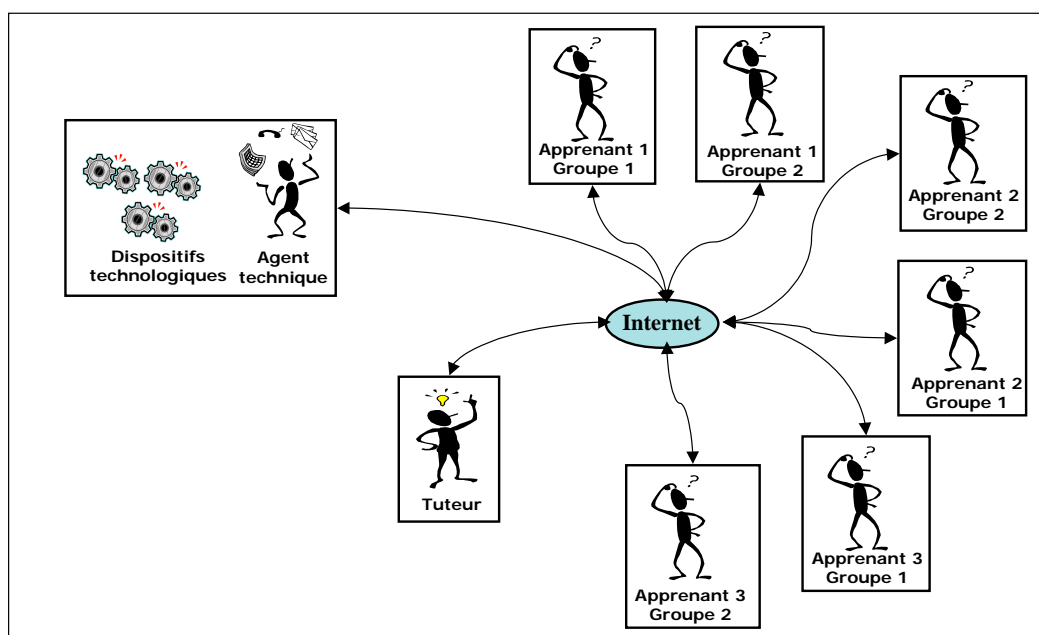 ?
Apprenant 1
Groupe 1
?
Apprenant 1
Groupe 2
?
Apprenant 2
Groupe 2
Dispositifs
technologiques
Agent
technique
Internet
?
Apprenant 2
Groupe 1
Tuteur
?
Apprenant 3
Groupe 2
?
Apprenant 3
Groupe 1